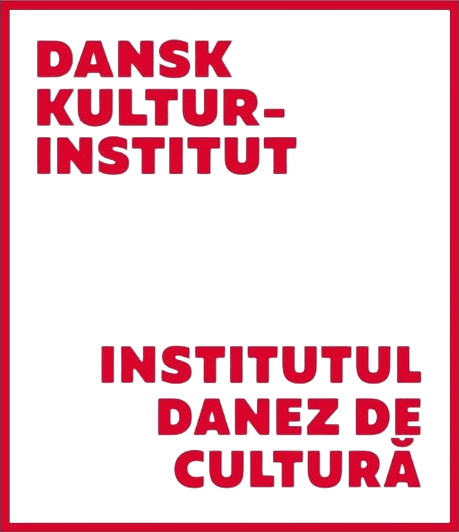 DANSK
KULTUR-
INSTITUT
INSTITUTUL
DANEZ DE
CULTURĂ